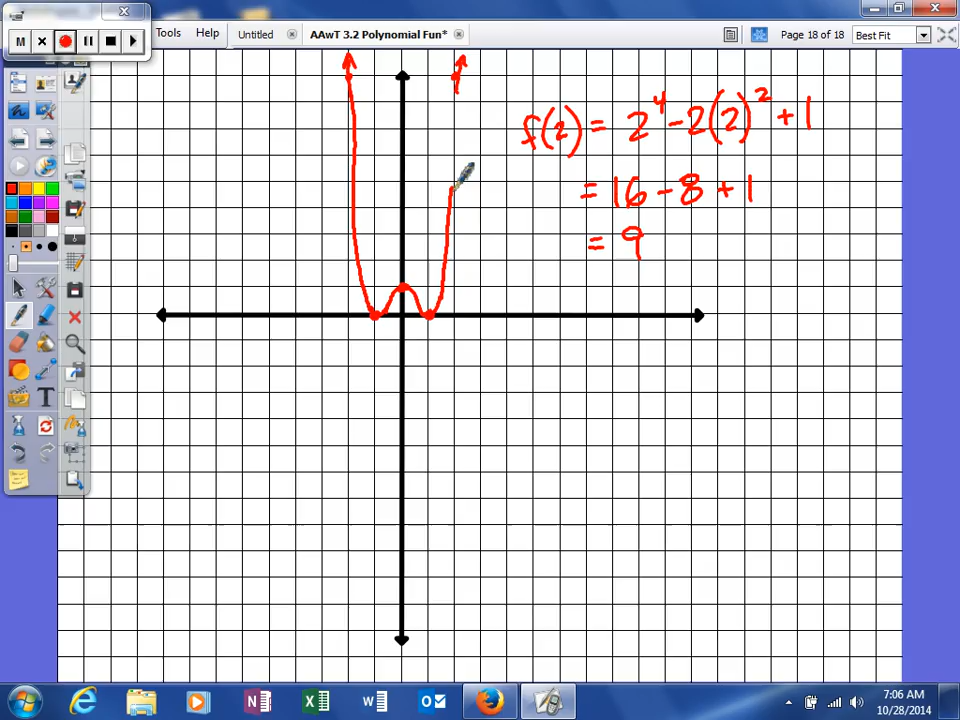 M
Tools Help Untitled AAwT 3.2 Polynomial Fun* Page 18 of 18 Best Fit
f(2) = 2⁴ - 2(2)² + 1
= 16 - 8 + 1
= 9
T
7:06 AM
10/28/2014